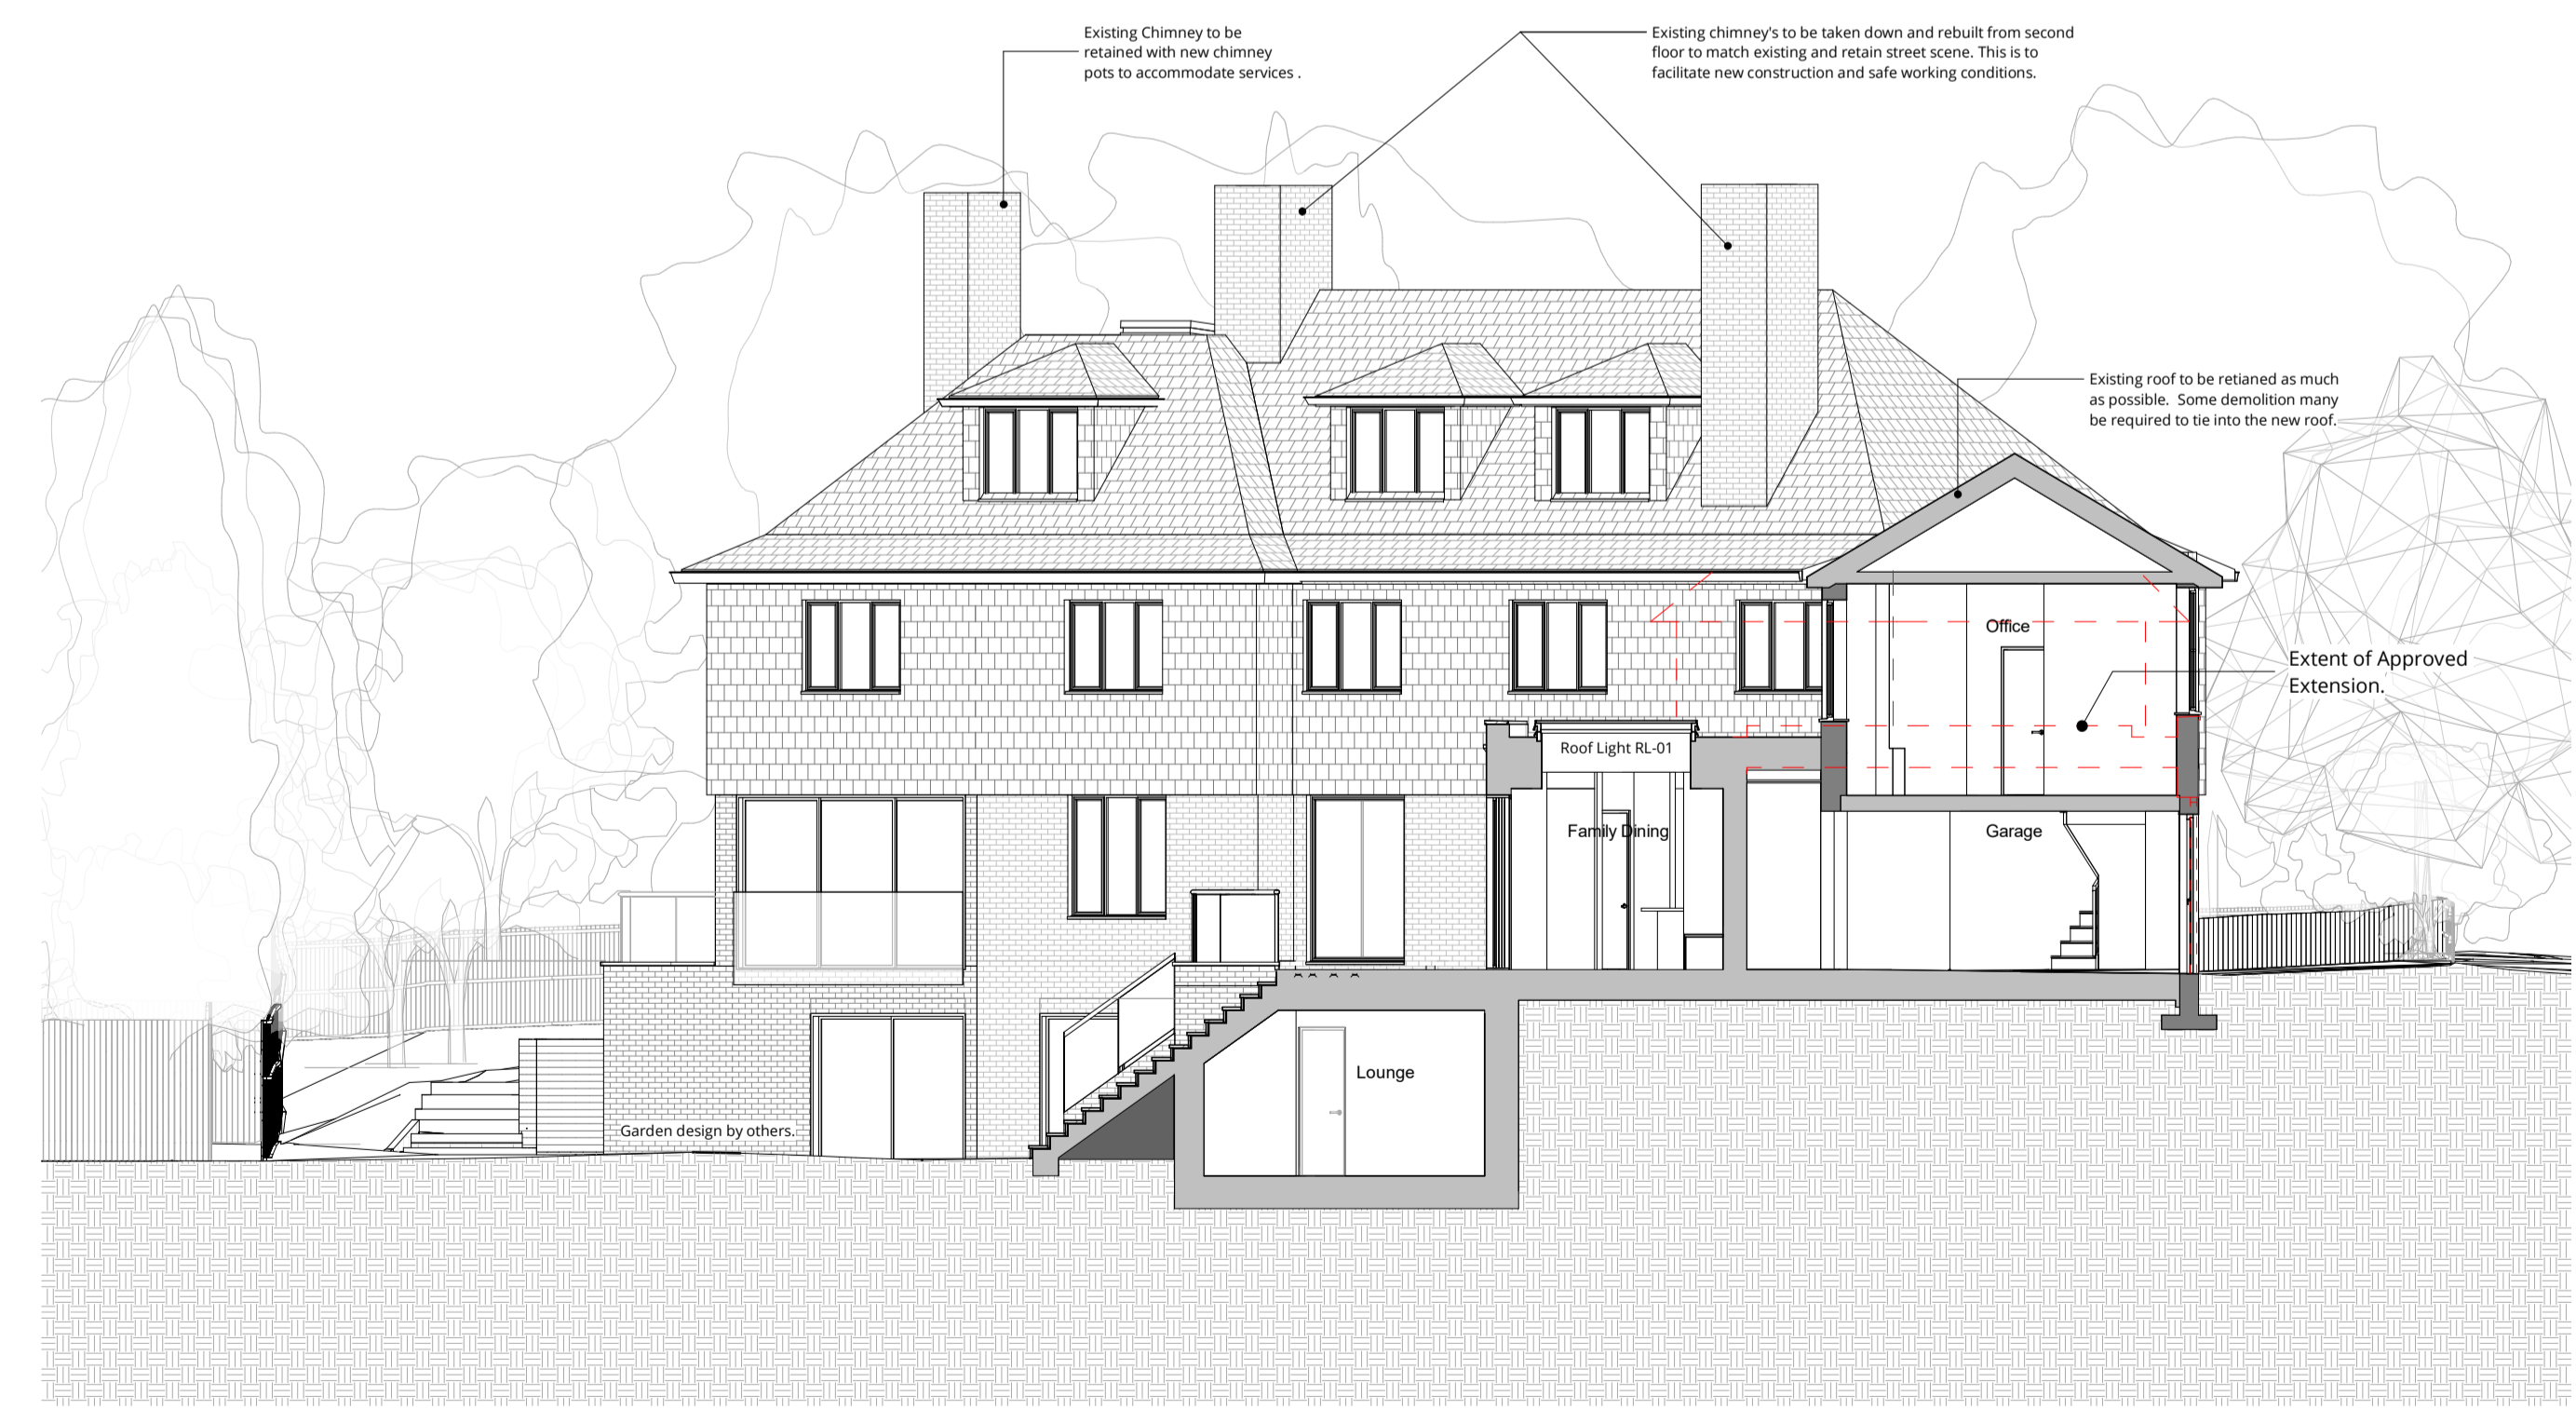 Existing Chimney to be
retained with new chimney
pots to accommodate services .
Existing chimney's to be taken down and rebuilt from second
floor to match existing and retain street scene. This is to
facilitate new construction and safe working conditions.
Existing roof to be retianed as much
as possible.  Some demolition many
be required to tie into the new roof.
Office
Extent of Approved
Extension.
Roof Light RL-01
Family Dining
Garage
Lounge
Garden design by others.